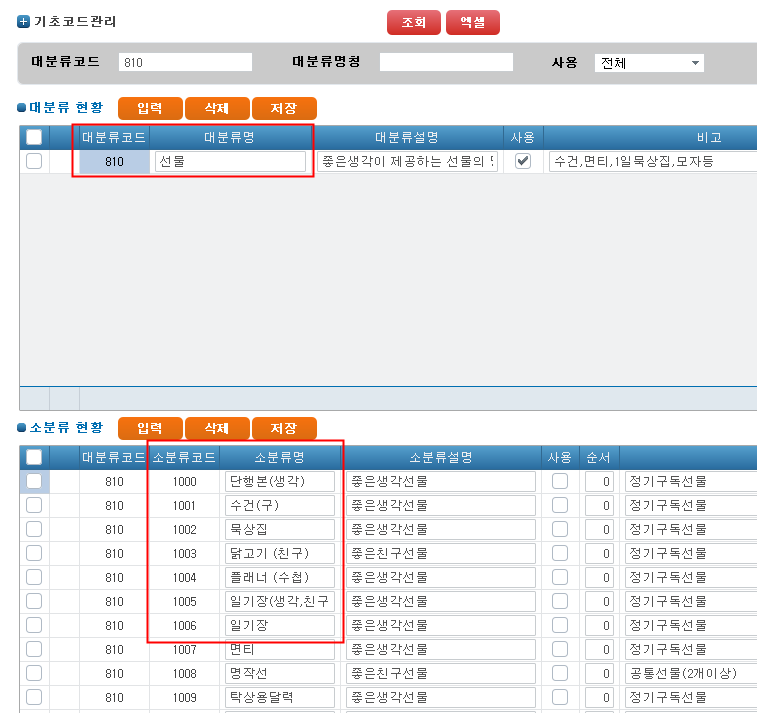 기초코드관리 조회 엑셀
대분류코드 810 대분류명칭 사용 전체
대분류 현황 입력 삭제 저장
대분류코드 대분류명 대분류설명 사용 비고
810 선물 좋은생각이 제공하는 선물의 수건,면티,1일묵상집,모자등
소분류 현황 입력 삭제 저장
대분류코드 소분류코드 소분류명 소분류설명 사용 순서
810 1000 단행본(생각) 좋은생각선물 0 정기구독선물
810 1001 수건(구) 좋은생각선물 0 정기구독선물
810 1002 묵상집 좋은생각선물 0 정기구독선물
810 1003 닭고기 (친구) 좋은친구선물 0 정기구독선물
810 1004 플래너 (수첩) 좋은생각선물 0 정기구독선물
810 1005 일기장(생각,친구 좋은생각선물 0 정기구독선물
810 1006 일기장 좋은생각선물 0 정기구독선물
810 1007 면티 좋은생각선물 0 정기구독선물
810 1008 명작선 좋은친구선물 0 공통선물(2개이상)
810 1009 탁상용달력 좋은생각선물 0 정기구독선물